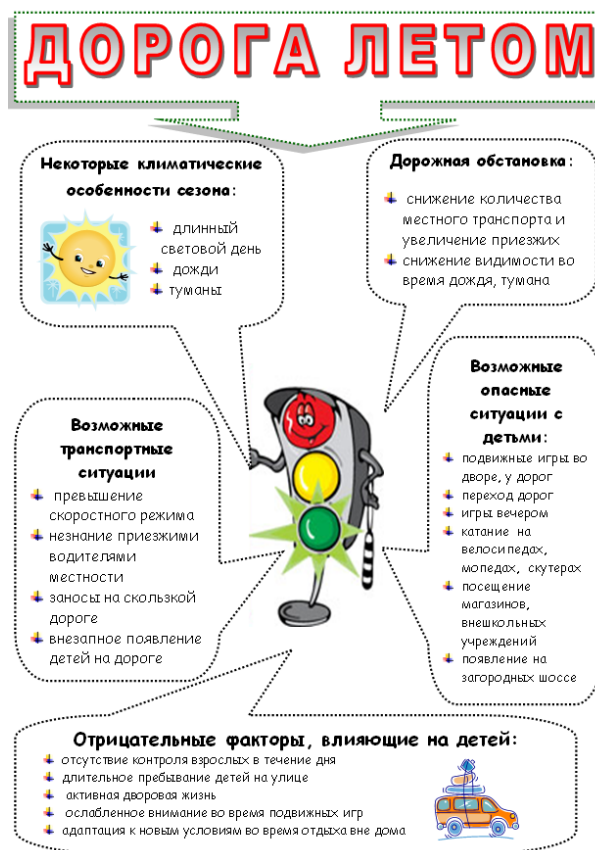 ДОРОГА ЛЕТОМ
Некоторые климатические
особенности сезона:
длинный
световой день
дожди
туманы
Дорожная обстановка:
снижение количества
местного транспорта и
увеличение приезжих
снижение видимости во
время дождя, тумана
Возможные
транспортные
ситуации
превышение
скоростного режима
незнание приезжими
водителями
местности
заносы на скользкой
дороге
внезапное появление
детей на дороге
Возможные
опасные
ситуации с
детьми:
подвижные игры во
дворе, у дорог
переход дорог
игры вечером
катание на
велосипедах,
мопедах, скутерах
посещение
магазинов,
внешкольных
учреждений
появление на
загородных шоссе
Отрицательные факторы, влияющие на детей:
отсутствие контроля взрослых в течение дня
длительное пребывание детей на улице
активная дворовая жизнь
ослабленное внимание во время подвижных игр
адаптация к новым условиям во время отдыха вне дома